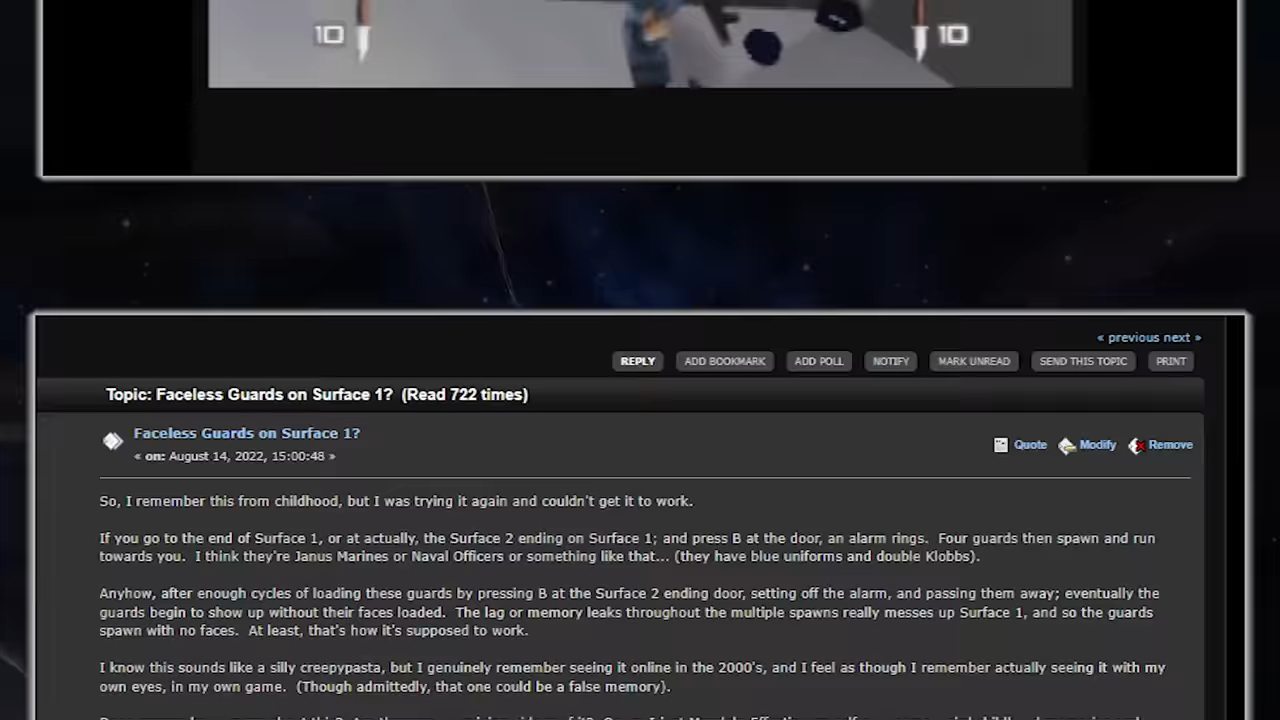 10 10
« previous next »
REPLY ADD BOOKMARK ADD POLL NOTIFY MARK UNREAD SEND THIS TOPIC PRINT
Topic: Faceless Guards on Surface 1? (Read 722 times)
Faceless Guards on Surface 1?
« on: August 14, 2022, 15:00:48 »
Quote Modify Remove
So, I remember this from childhood, but I was trying it again and couldn't get it to work.
If you go to the end of Surface 1, or at actually, the Surface 2 ending on Surface 1; and press B at the door, an alarm rings. Four guards then spawn and run
towards you. I think they're Janus Marines or Naval Officers or something like that... (they have blue uniforms and double Klobbs).
Anyhow, after enough cycles of loading these guards by pressing B at the Surface 2 ending door, setting off the alarm, and passing them away; eventually the
guards begin to show up without their faces loaded. The lag or memory leaks throughout the multiple spawns really messes up Surface 1, and so the guards
spawn with no faces. At least, that's how it's supposed to work.
I know this sounds like a silly creepypasta, but I genuinely remember seeing it online in the 2000's, and I feel as though I remember actually seeing it with my
own eyes, in my own game. (Though admittedly, that one could be a false memory).